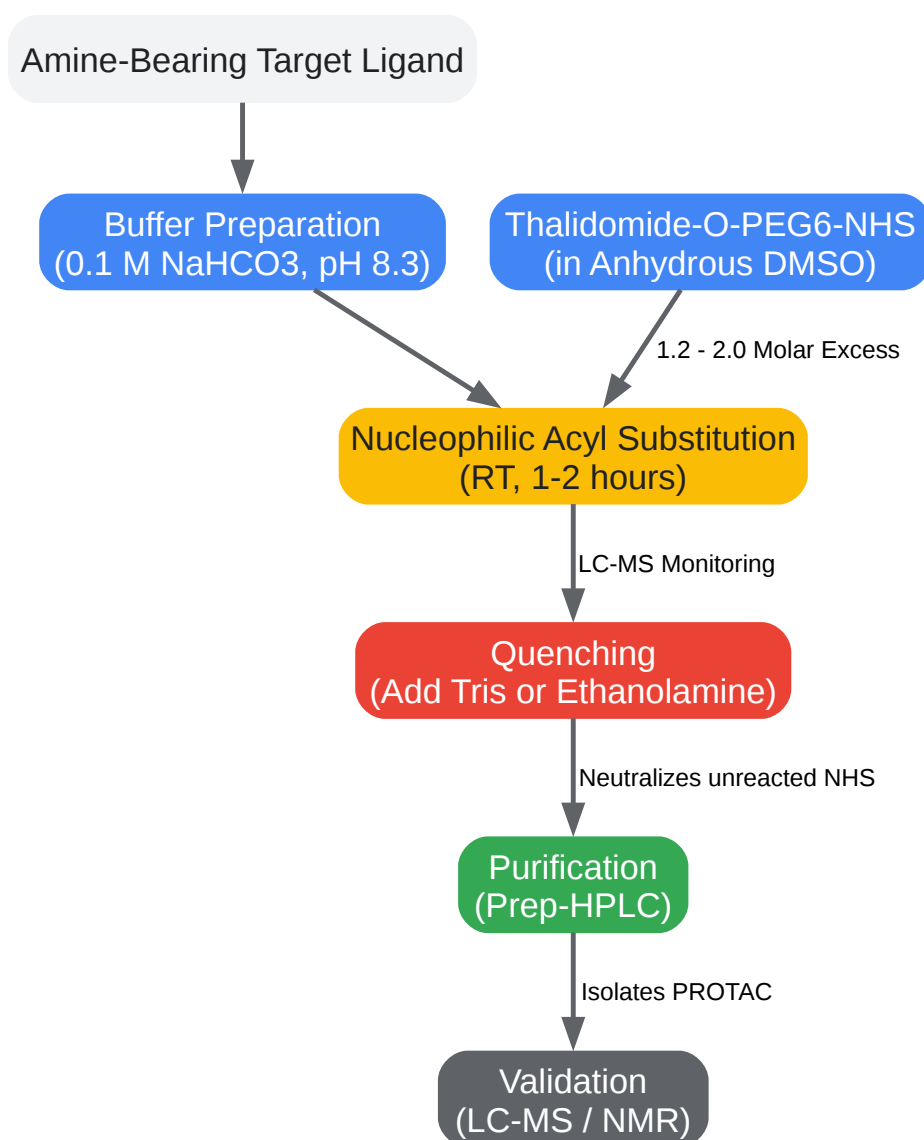 Amine-Bearing Target Ligand
Buffer Preparation
(0.1 M NaHCO3, pH 8.3)
Thalidomide-O-PEG6-NHS
(in Anhydrous DMSO)
1.2 - 2.0 Molar Excess
Nucleophilic Acyl Substitution
(RT, 1-2 hours)
LC-MS Monitoring
Quenching
(Add Tris or Ethanolamine)
Neutralizes unreacted NHS
Purification
(Prep-HPLC)
Isolates PROTAC
Validation
(LC-MS / NMR)